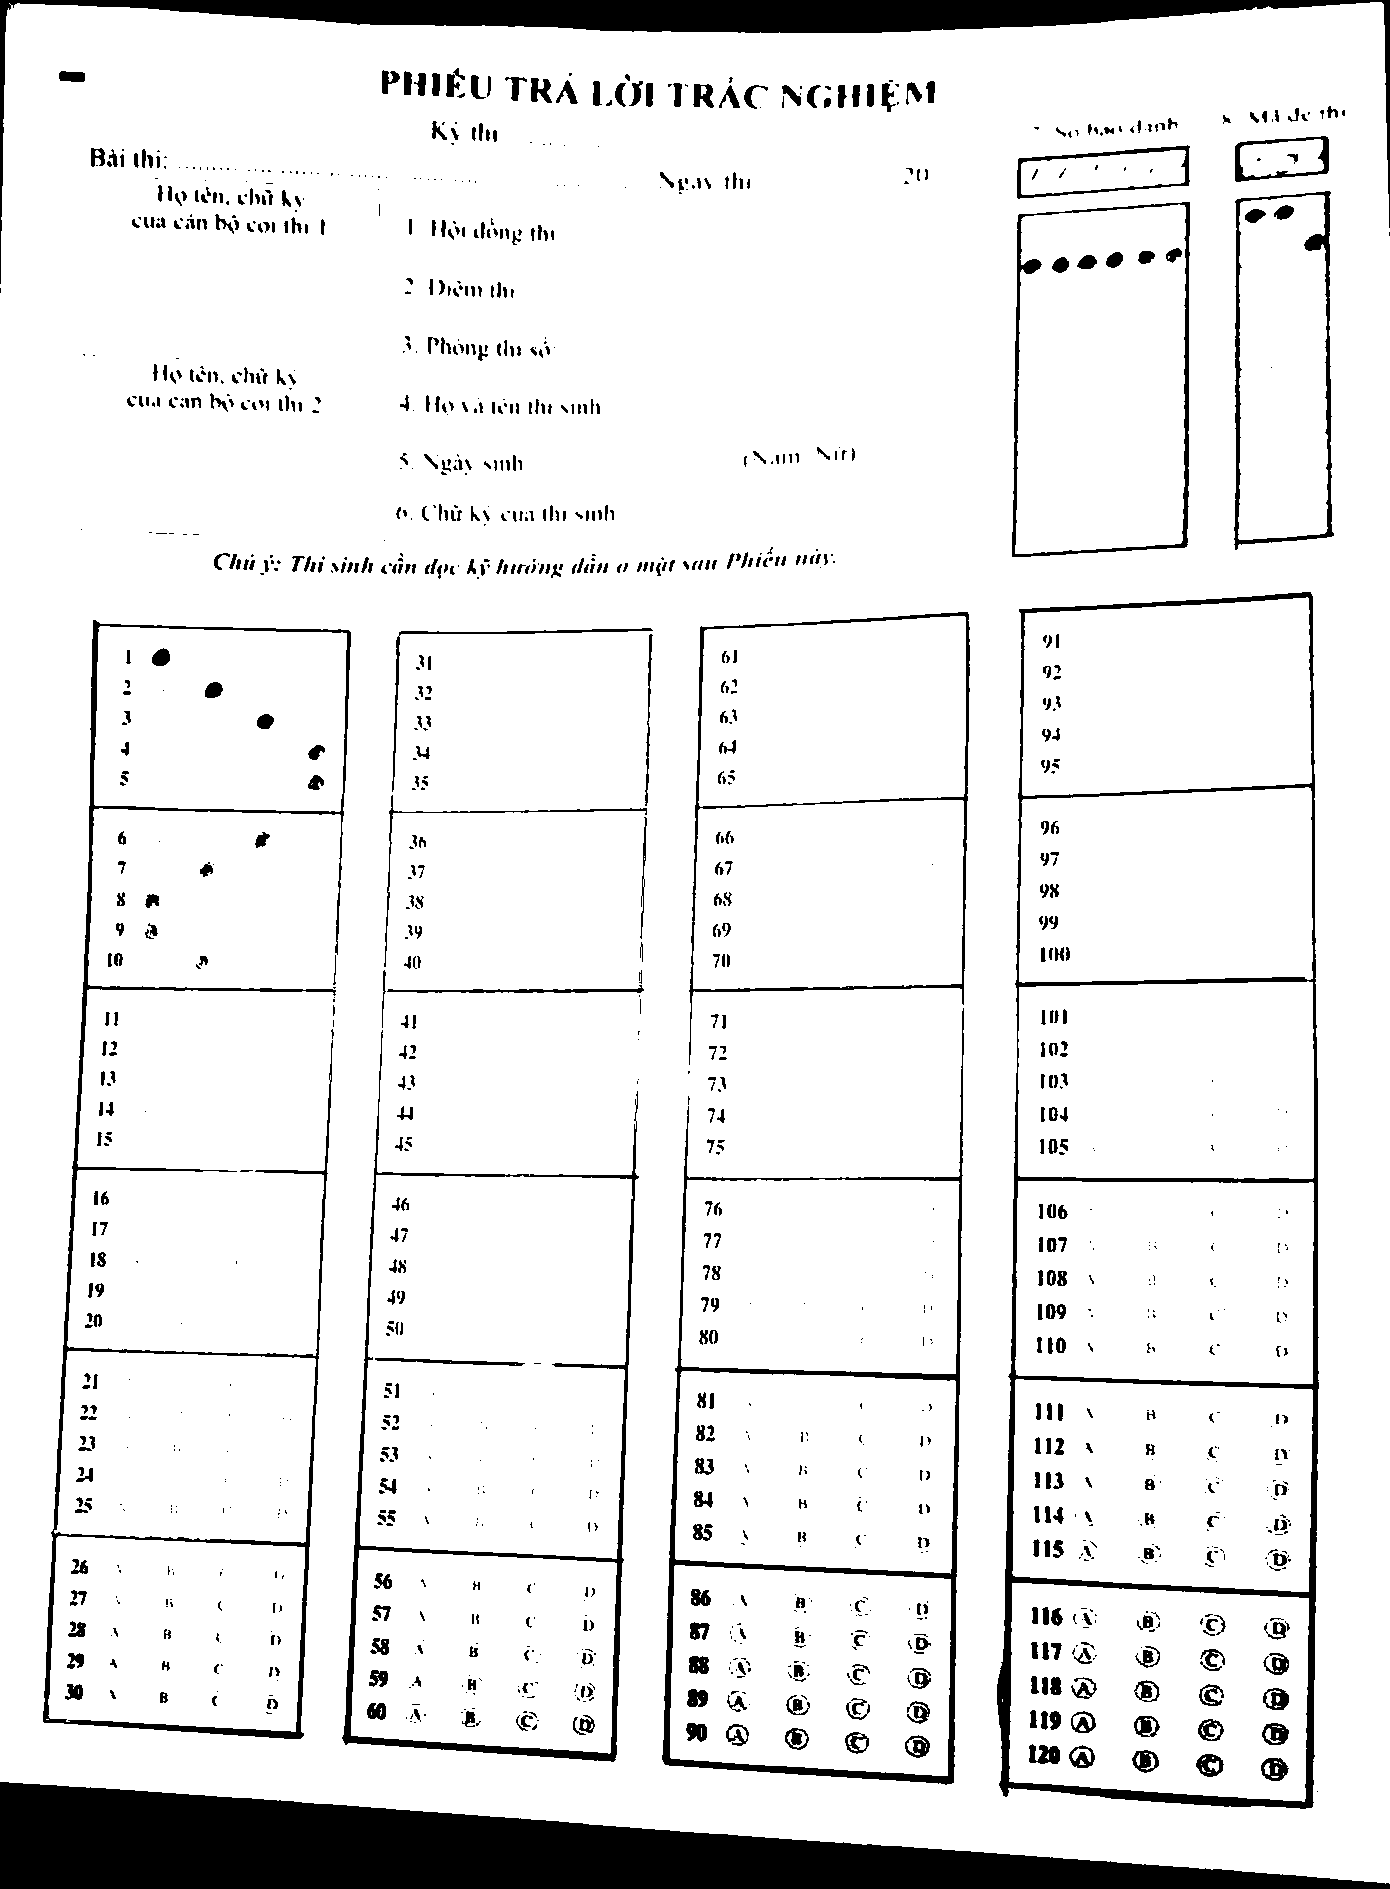 PHIẾU TRẢ LỜI TRẮC NGHIỆM
Kỳ thi
Bài thi:
Ngày thi 20
Họ tên, chữ ký
của cán bộ coi thi 1
1. Hội đồng thi
2. Điểm thi
3. Phòng thi số
Họ tên, chữ ký
của cán bộ coi thi 2
4. Họ và tên thí sinh
5. Ngày sinh (Nam Nữ)
6. Chữ ký của thí sinh
7. Số báo danh
8. Mã đề thi
Chú ý: Thí sinh cần đọc kỹ hướng dẫn ở mặt sau Phiếu này.
1
2
3
4
5
6
7
8
9
10
11
12
13
14
15
16
17
18
19
20
21
22
23
24
25
26
27 B C D
28 A B C D
29 A B C D
30 A B C D
31
32
33
34
35
36
37
38
39
40
41
42
43
44
45
46
47
48
49
50
51
52
53
54
55
56 B C D
57 B C D
58 A B C D
59 A B C D
60 A B C D
61
62
63
64
65
66
67
68
69
70
71
72
73
74
75
76
77
78
79
80
81
82 B C D
83 B C D
84 B C D
85 B C D
86 A B C D
87 A B C D
88 A B C D
89 A B C D
90 A B C D
91
92
93
94
95
96
97
98
99
100
101
102
103
104
105
106
107 B C D
108 B C D
109 B C D
110 A B C D
111 A B C D
112 A B C D
113 A B C D
114 A B C D
115 A B C D
116 A B C D
117 A B C D
118 A B C D
119 A B C D
120 A B C D